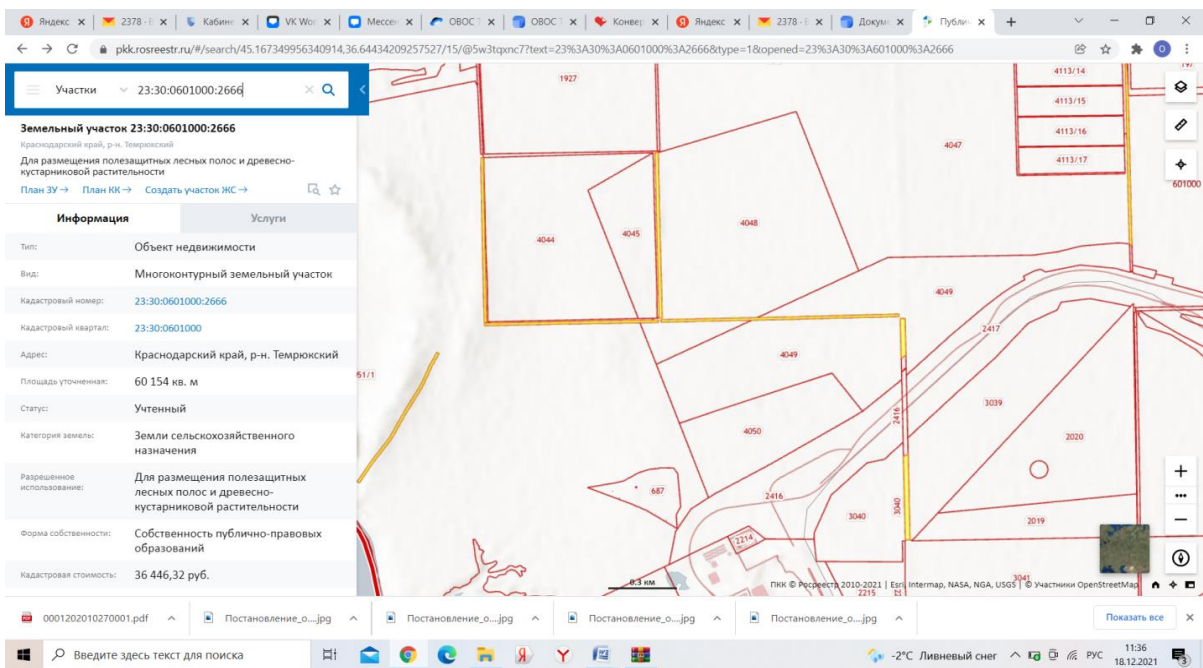 Яндекс
2378 - Е
Кабине
VK Wor
Мессен
ОВОС Т
ОВОС Т
Конвер
Яндекс
2378 - Е
Докум
Публич
pkk.rosreestr.ru/#/search/45.167349956340914,36.64434209257527/15/@5w3tqxnc7?text=23%3A30%3A0601000%3A2666&type=1&opened=23%3A30%3A601000%3A2666
Участки
23:30:0601000:2666
Земельный участок 23:30:0601000:2666
Краснодарский край, р-н. Темрюкский
Для размещения полезащитных лесных полос и древесно-
кустарниковой растительности
План ЗУ → План КК → Создать участок ЖС →
Информация Услуги
Тип: Объект недвижимости
Вид: Многоконтурный земельный участок
Кадастровый номер: 23:30:0601000:2666
Кадастровый квартал: 23:30:0601000
Адрес: Краснодарский край, р-н. Темрюкский
Площадь уточненная: 60 154 кв. м
Статус: Учтенный
Категория земель: Земли сельскохозяйственного
назначения
Разрешенное
использование:
Для размещения полезащитных
лесных полос и древесно-
кустарниковой растительности
Форма собственности: Собственность публично-правовых
образований
Кадастровая стоимость: 36 446,32 руб.
1927
4113/14
4113/15
4113/16
4113/17
4047
601000
4048
4045
4044
4049
2417
4049
51/1
3039
2416
4050
2020
687
2416
3040
3040
2019
2214
3041
2215
0.3 км
ПКК © Росреестр 2010-2021 | Esri, Intermap, NASA, NGA, USGS | © Участники OpenStreetMap
0001202010270001.pdf
Постановление_о....jpg
Постановление_о....jpg
Постановление_о....jpg
Постановление_о....jpg
Показать все
Введите здесь текст для поиска
-2°C Ливневый снег
РУС
11:36
18.12.2021